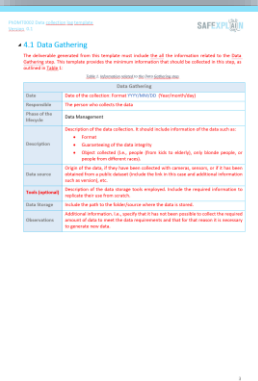 SAFEXPLAIN
4.1 Data Gathering
The deliverable generated from this template must include the all the information related to the Data
Gathering step. This template provides the minimum information that should be collected in this step, as
outlined in Table 1:
Table 1: Information related to the Data Gathering step.
Data Gathering
Date
Date of the collection. Format YYYY/MM/DD (Year/month/day)
Responsible
The person who collects the data
Phase of the
lifecycle
Data Management
Description
Description of the data collection. It should include information of the data such as:
• Format
• Guaranteeing of the data integrity
• Object collected (i.e., people (from kids to elderly), only blonde people, or
people from different races).
Data source
Origin of the data, if they have been collected with cameras, sensors, or if it has been
obtained from a public dataset (include the link in this case and additional information
such as version), etc.
Tools (optional)
Description of the data storage tools employed. Include the required information to
replicate their use from scratch
Data Storage
Include the path to the folder/source where the data is stored.
Observations
Additional information. I.e., specify that it has not been possible to collect the required
amount of data to meet the data requirements and that for that reason it is necessary
to generate new data.